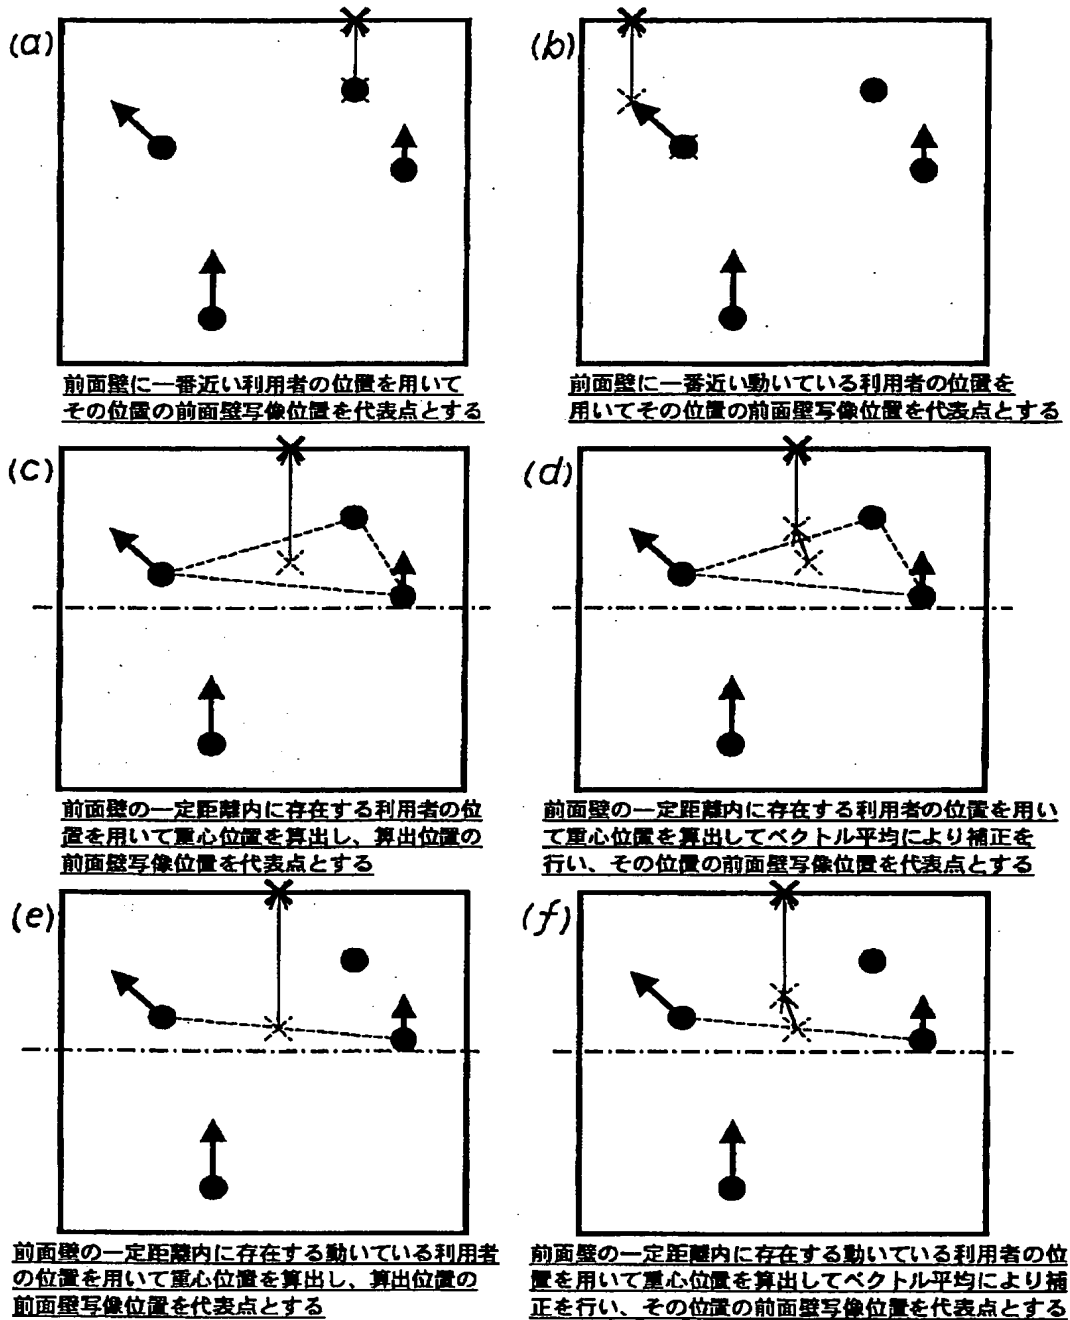 (a)
(b)
前面壁に一番近い利用者の位置を用いて
その位置の前面壁写像位置を代表点とする
前面壁に一番近い動いている利用者の位置を
用いてその位置の前面壁写像位置を代表点とする
(c)
(d)
前面壁の一定距離内に存在する利用者の位
置を用いて重心位置を算出し、算出位置の
前面壁写像位置を代表点とする
前面壁の一定距離内に存在する利用者の位置を用い
て重心位置を算出してベクトル平均により補正を
行い、その位置の前面壁写像位置を代表点とする
(e)
(f)
前面壁の一定距離内に存在する動いている利用者
の位置を用いて重心位置を算出し、算出位置の
前面壁写像位置を代表点とする
前面壁の一定距離内に存在する動いている利用者の位
置を用いて重心位置を算出してベクトル平均により補
正を行い、その位置の前面壁写像位置を代表点とする